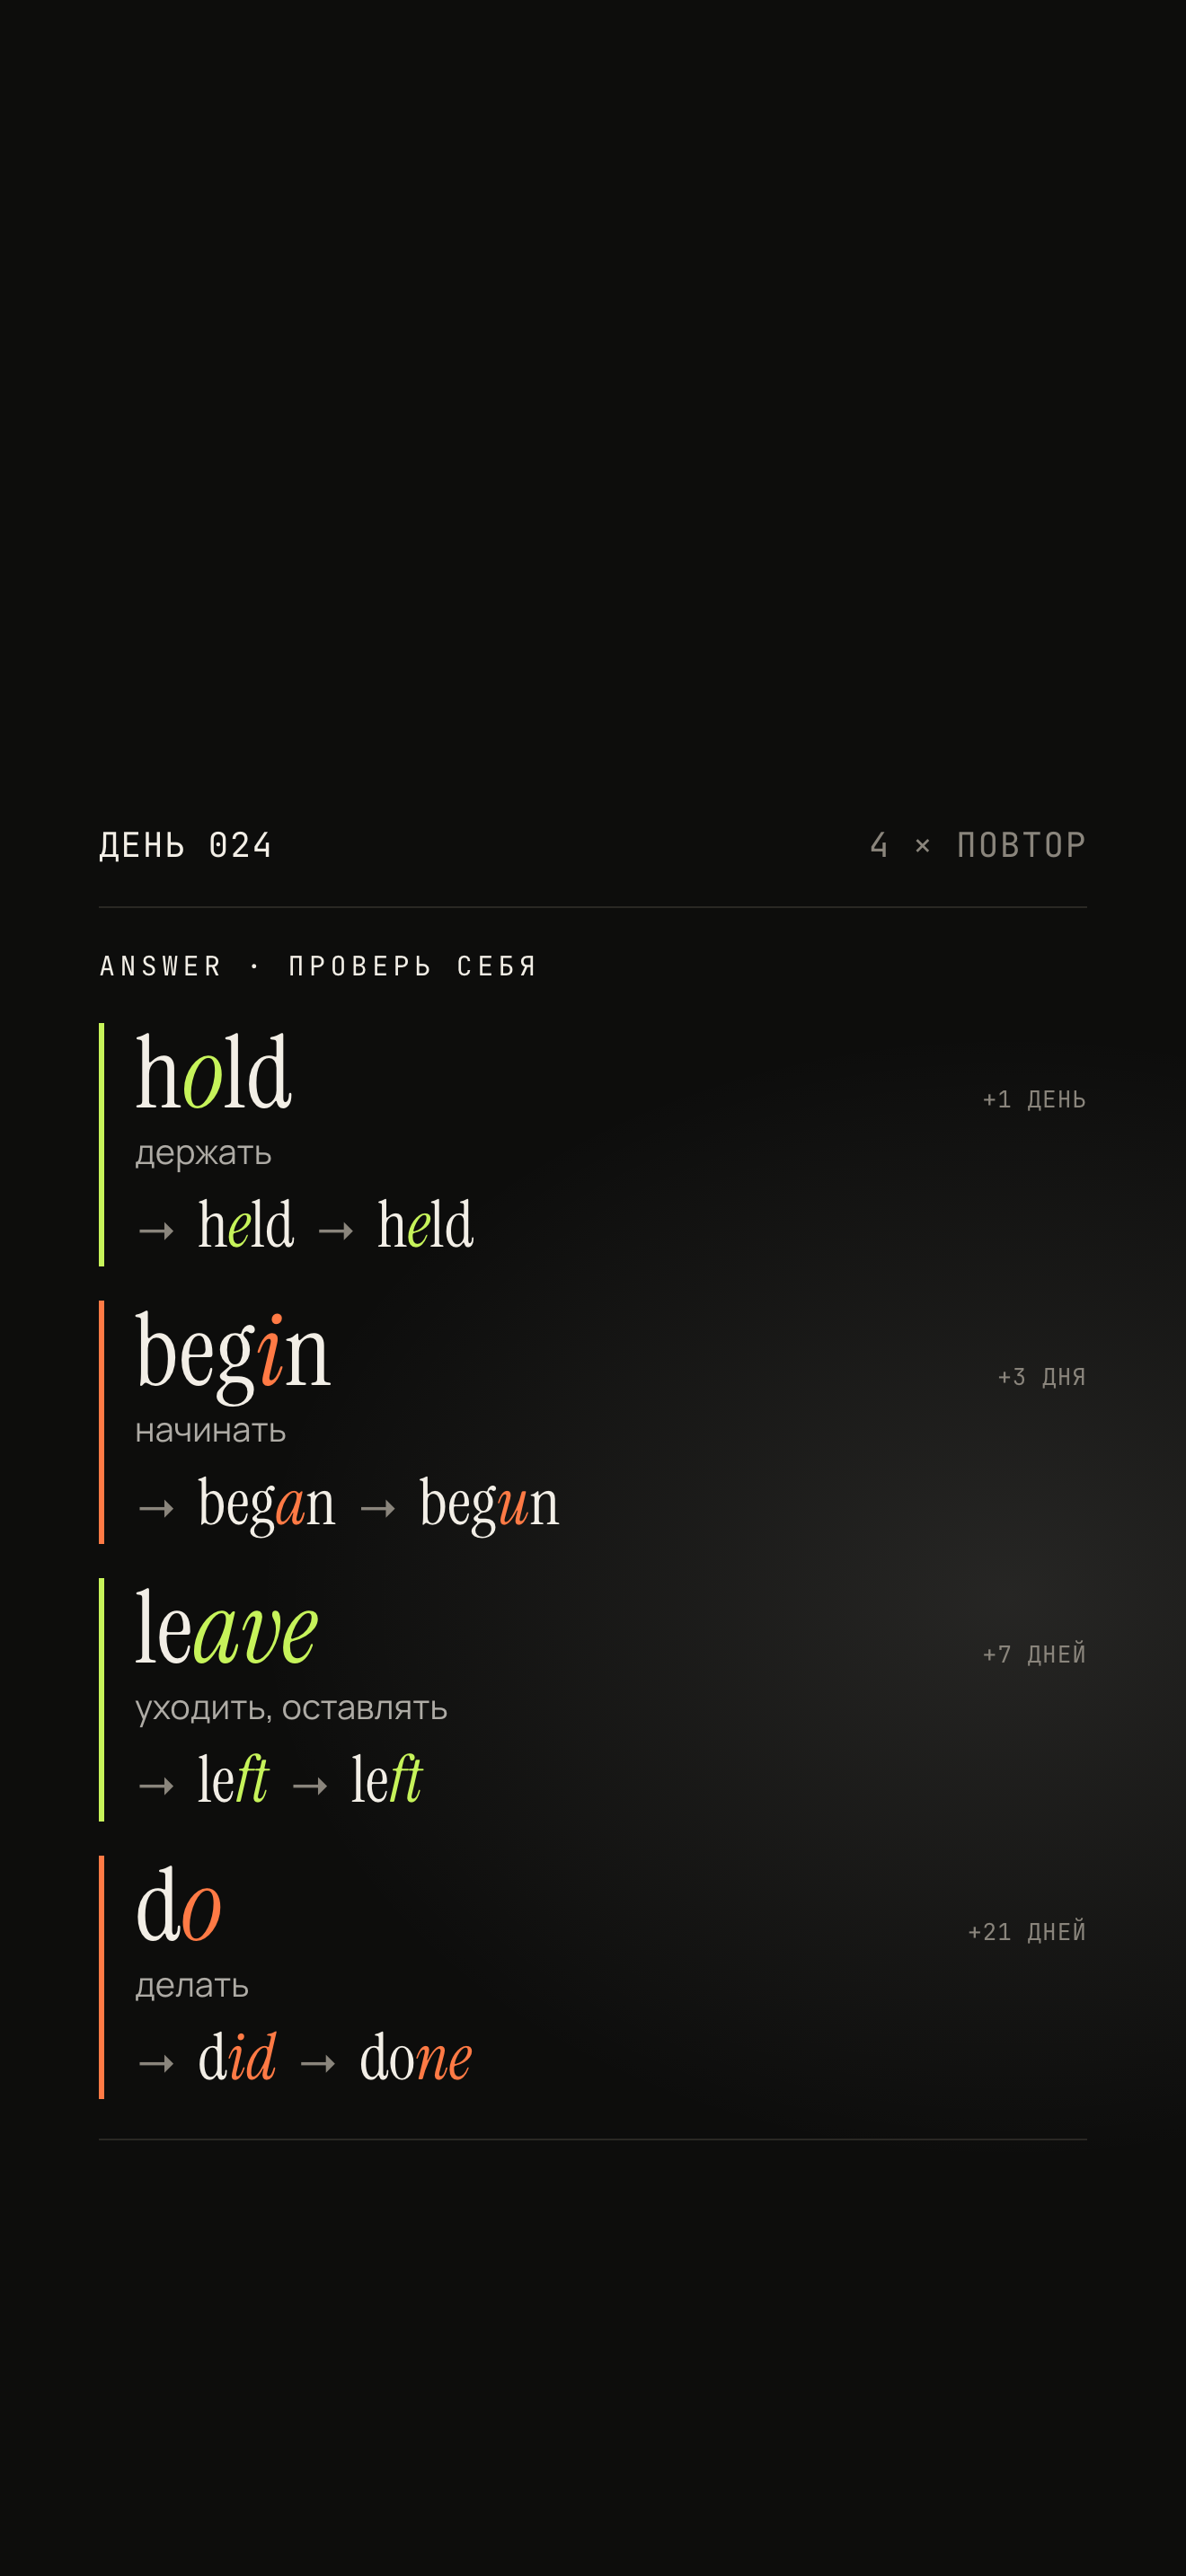 ДЕНЬ 024 4 × ПОВТОР
ANSWER · ПРОВЕРЬ СЕБЯ
hold +1 ДЕНЬ
держать
→ held → held
begin +3 ДНЯ
начинать
→ began → begun
leave +7 ДНЕЙ
уходить, оставлять
→ left → left
do +21 ДНЕЙ
делать
→ did → done